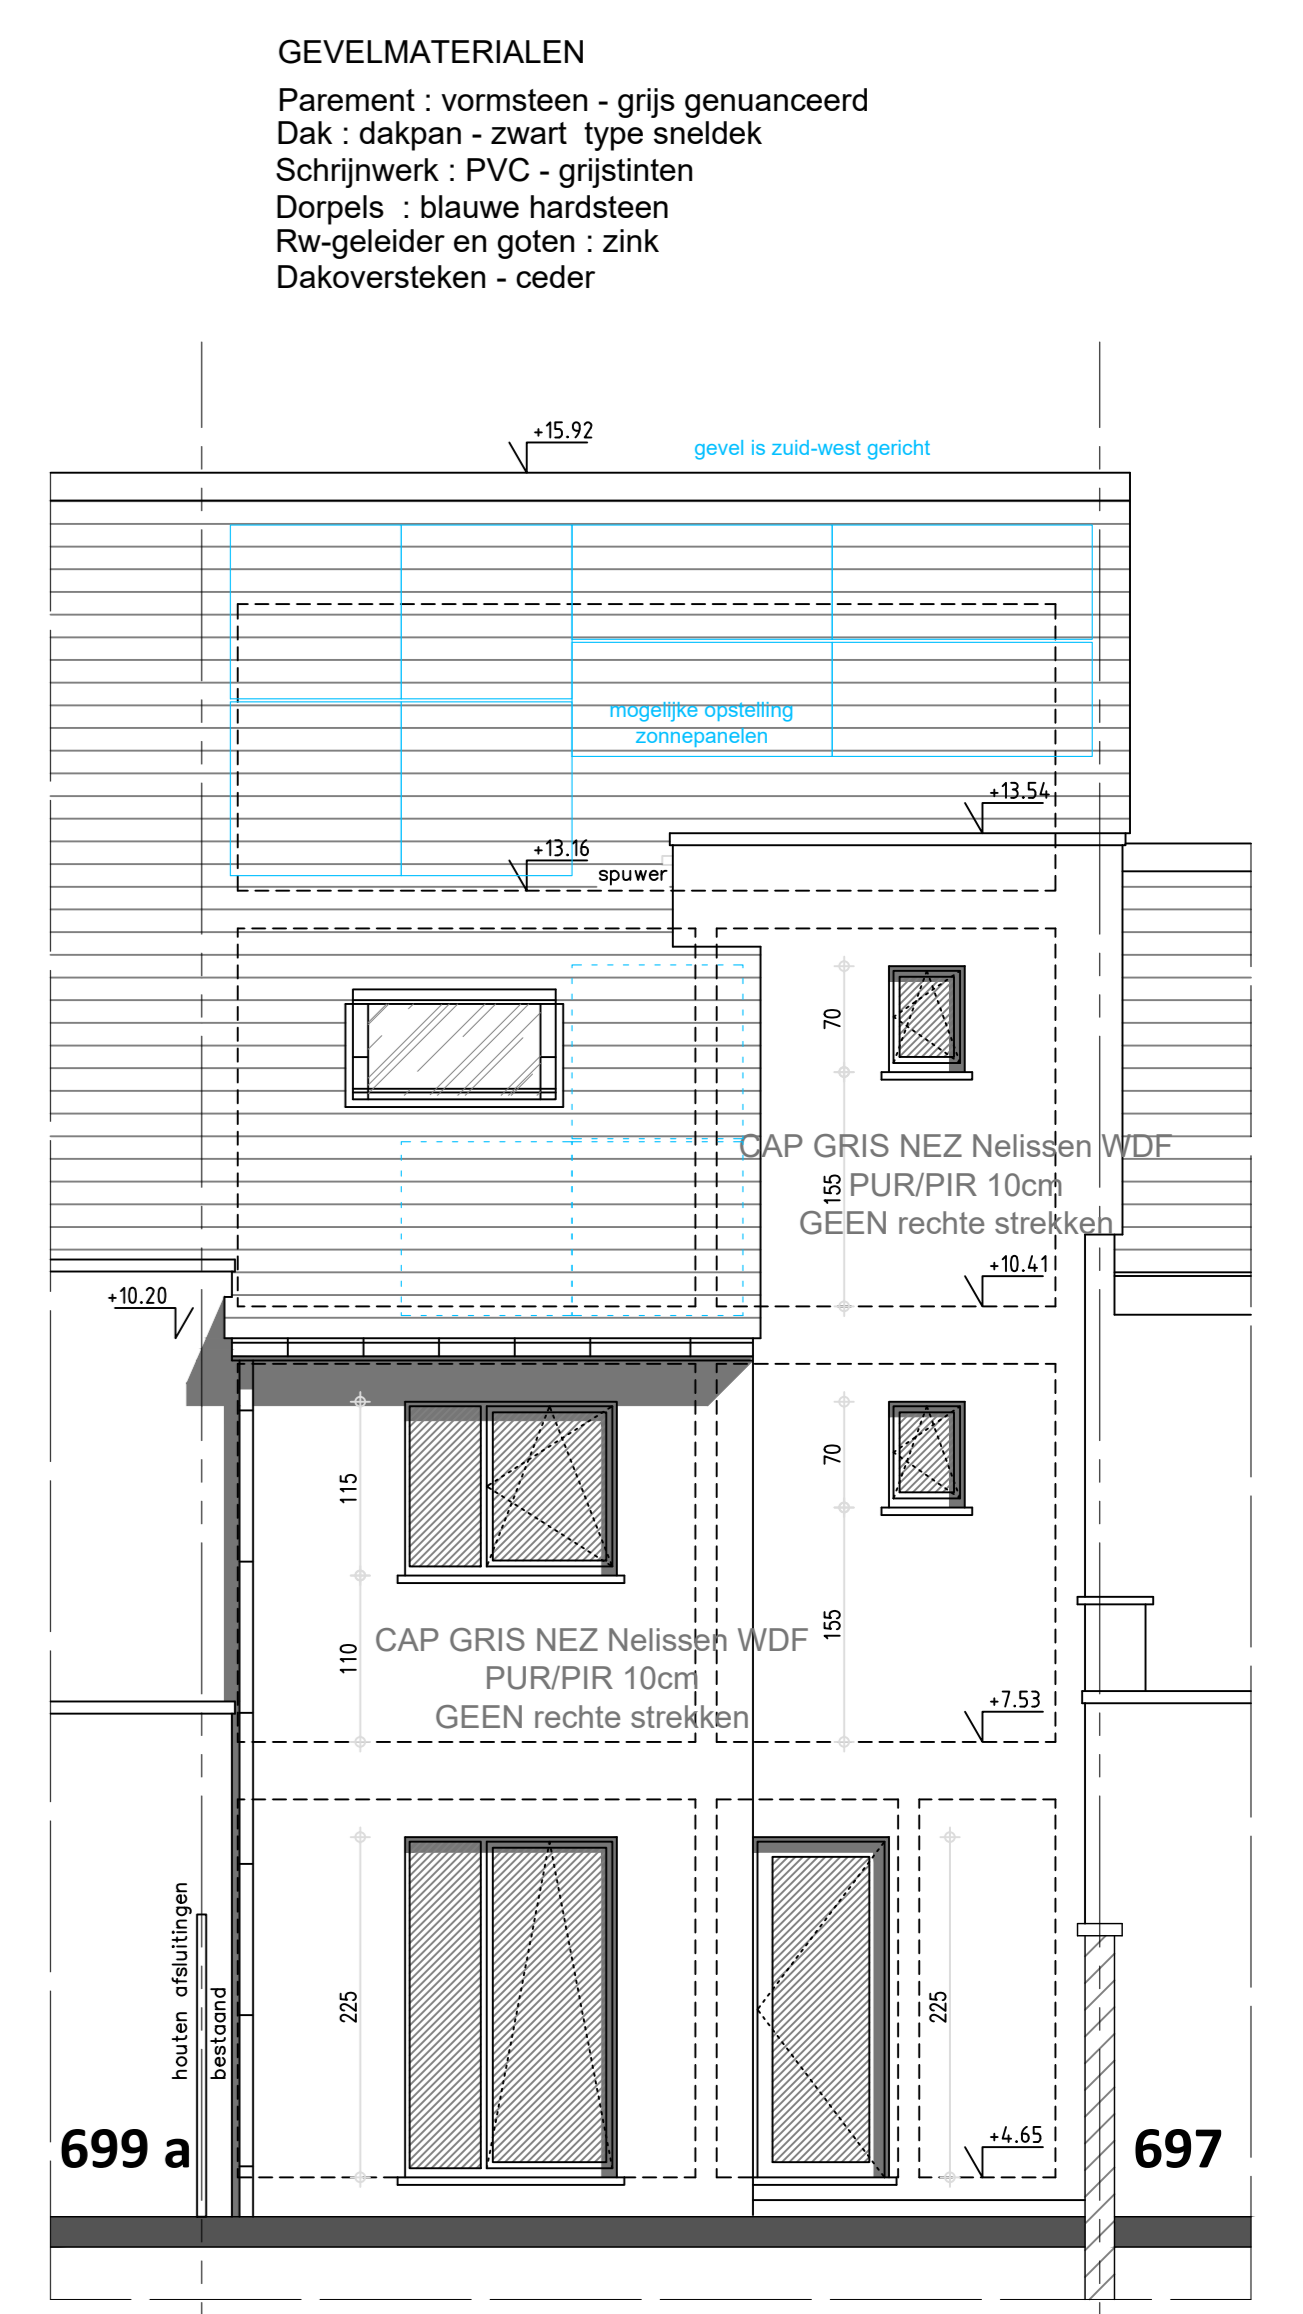 GEVELMATERIALEN
Parement : vormsteen - grijs genuanceerd
Dak : dakpan - zwart  type sneldek
Schrijnwerk : PVC - grijstinten
Dorpels  : blauwe hardsteen
Rw-geleider en goten : zink
Dakoversteken - ceder
+15.92
gevel is zuid-west gericht
mogelijke opstelling
zonnepanelen
+13.54
+13.16
spuwer
70
CAP GRIS NEZ Nelissen WDF
PUR/PIR 10cm
GEEN rechte strekken
155
+10.41
+10.20
115
70
110
CAP GRIS NEZ Nelissen WDF
PUR/PIR 10cm
GEEN rechte strekken
155
+7.53
houten afsluitingen
bestaand
225
225
+4.65
699 a
697